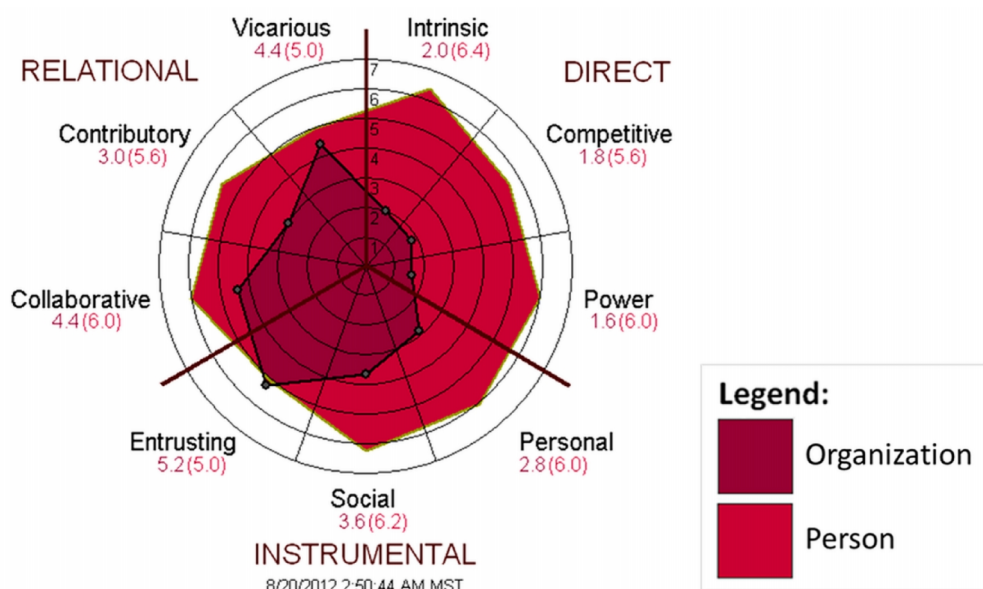 Vicarious
4.4(5.0)
Intrinsic
2.0(6.4)
RELATIONAL
DIRECT
7
6
5
4
3
2
1
Contributory
3.0(5.6)
Competitive
1.8(5.6)
Collaborative
4.4(6.0)
Power
1.6(6.0)
Entrusting
5.2(5.0)
Personal
2.8(6.0)
Social
3.6(6.2)
INSTRUMENTAL
8/20/2012 2:50:44 AM MST
Legend:
Organization
Person